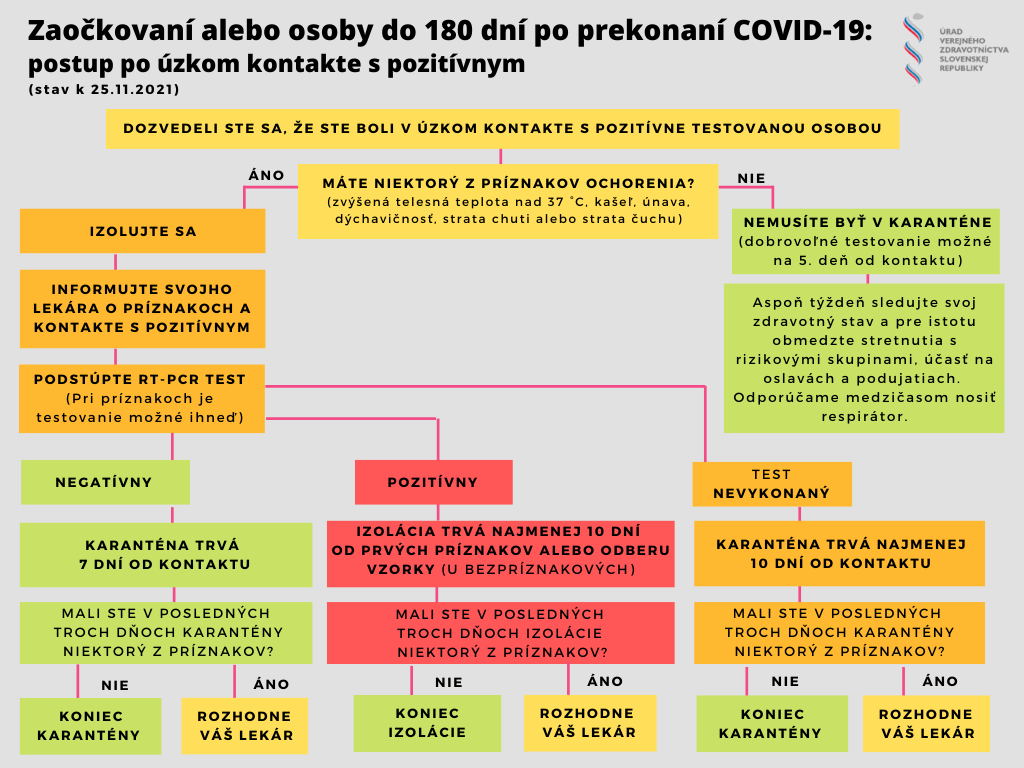 Zaočkovaní alebo osoby do 180 dní po prekonaní COVID-19:
postup po úzkom kontakte s pozitívnym
(stav k 25.11.2021)
ÚRAD
VEREJNÉHO
ZDRAVOTNÍCTVA
SLOVENSKEJ
REPUBLIKY
DOZVEDELI STE SA, ŽE STE BOLI V ÚZKOM KONTAKTE S POZITÍVNE TESTOVANOU OSOBOU
ÁNO
MÁTE NIEKTORÝ Z PRÍZNAKOV OCHORENIA?
(zvýšená telesná teplota nad 37 °C, kašeľ, únava,
dýchavičnosť, strata chuti alebo strata čuchu)
NIE
IZOLUJTE SA
INFORMUJTE SVOJHO
LEKÁRA O PRÍZNAKOCH A
KONTAKTE S POZITÍVNYM
PODSTÚPTE RT-PCR TEST
(Pri príznakoch je
testovanie možné ihneď)
NEMUSÍTE BYŤ V KARANTÉNE
(dobrovoľné testovanie možné
na 5. deň od kontaktu)
Aspoň týždeň sledujte svoj
zdravotný stav a pre istotu
obmedzte stretnutia s
rizikovými skupinami, účasť na
oslavách a podujatiach.
Odporúčame medzičasom nosiť
respirátor.
NEGATÍVNY
KARANTÉNA TRVÁ
7 DNÍ OD KONTAKTU
MALI STE V POSLEDNÝCH
TROCH DŇOCH KARANTÉNY
NIEKTORÝ Z PRÍZNAKOV?
NIE
ÁNO
KONIEC
KARANTÉNY
ROZHODNE
VÁŠ LEKÁR
POZITÍVNY
IZOLÁCIA TRVÁ NAJMENEJ 10 DNÍ
OD PRVÝCH PRÍZNAKOV ALEBO ODBERU
VZORKY (U BEZPRÍZNAKOVÝCH)
MALI STE V POSLEDNÝCH
TROCH DŇOCH IZOLÁCIE
NIEKTORÝ Z PRÍZNAKOV?
NIE
ÁNO
KONIEC
IZOLÁCIE
ROZHODNE
VÁŠ LEKÁR
TEST
NEVYKONANÝ
KARANTÉNA TRVÁ NAJMENEJ
10 DNÍ OD KONTAKTU
MALI STE V POSLEDNÝCH
TROCH DŇOCH KARANTÉNY
NIEKTORÝ Z PRÍZNAKOV?
NIE
ÁNO
KONIEC
KARANTÉNY
ROZHODNE
VÁŠ LEKÁR